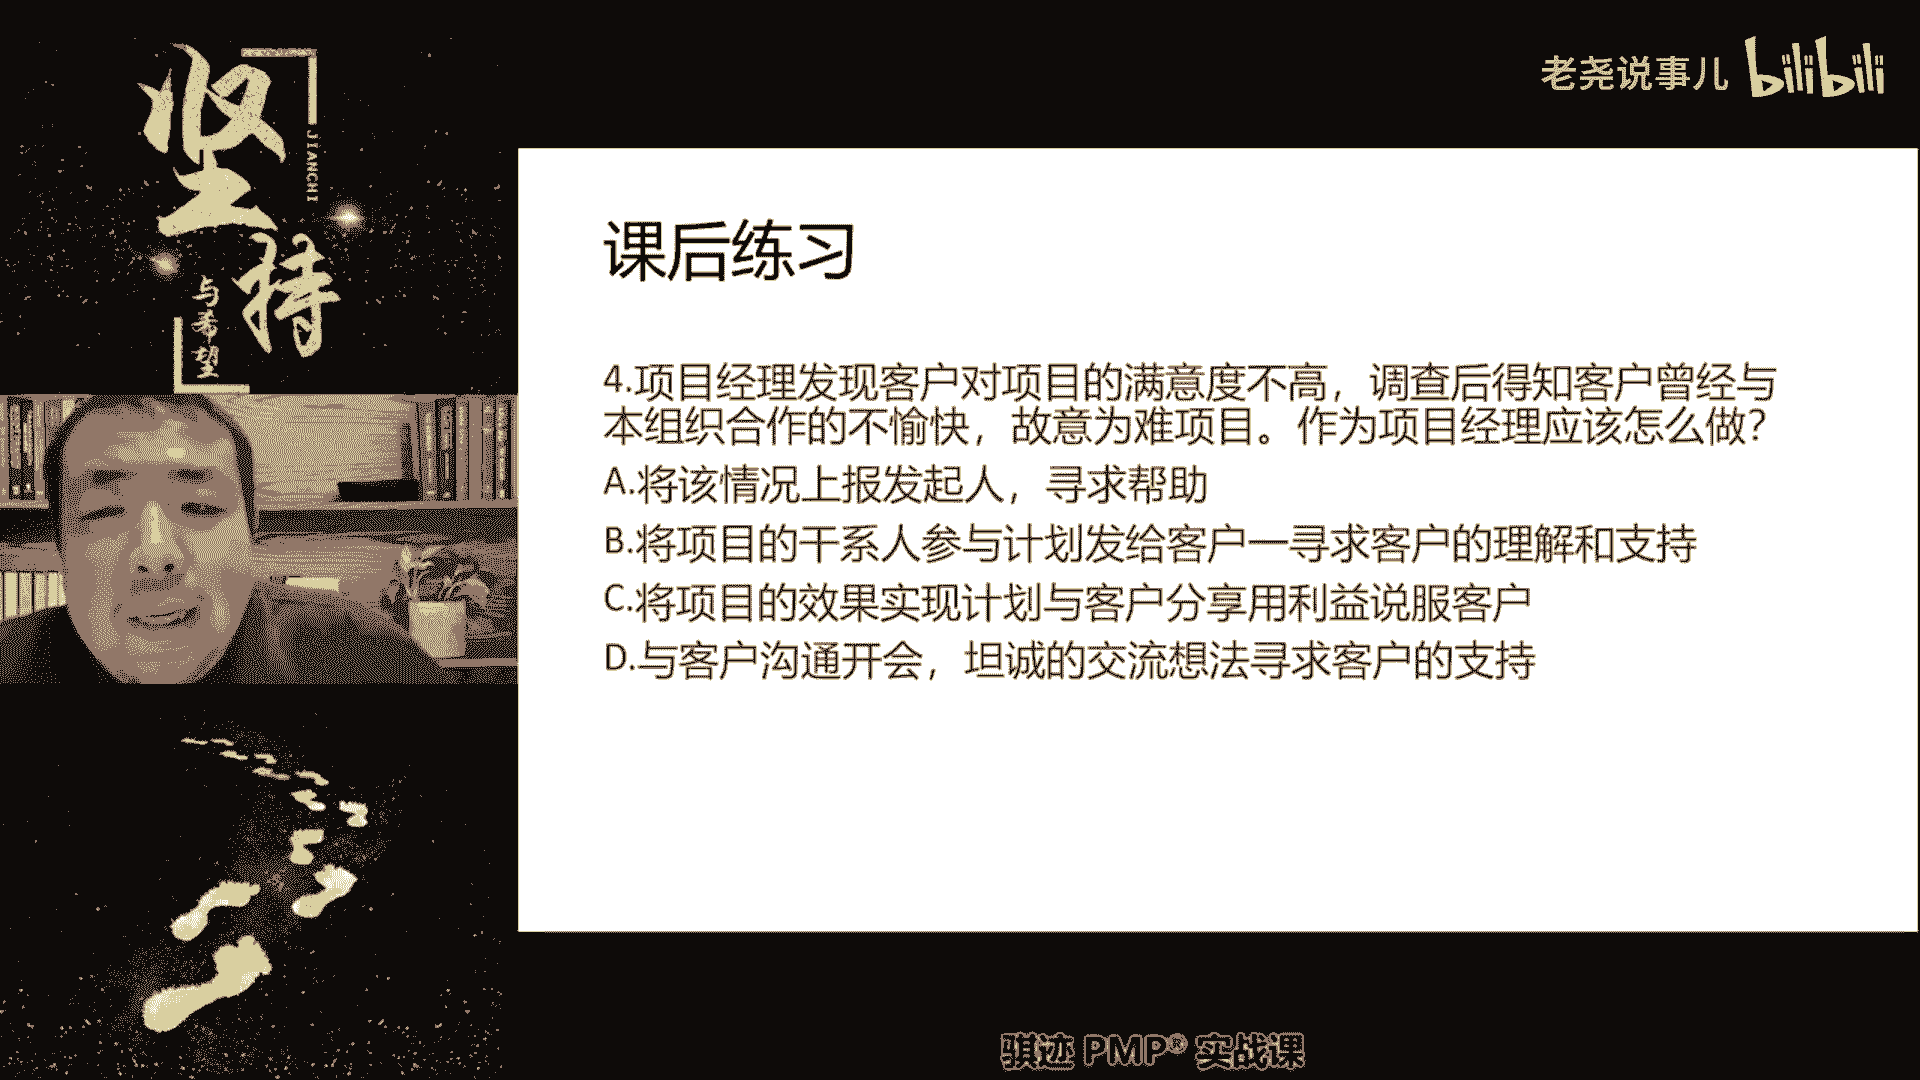 坚持
JIANCHI
与希望
老尧说事儿 bilibili
课后练习
4.项目经理发现客户对项目的满意度不高，调查后得知客户曾经与
本组织合作的不愉快，故意为难项目。作为项目经理应该怎么做？
A.将该情况上报发起人，寻求帮助
B.将项目的干系人参与计划发给客户一寻求客户的理解和支持
C.将项目的效果实现计划与客户分享用利益说服客户
D.与客户沟通开会，坦诚的交流想法寻求客户的支持
骐迹 PMP® 实战课